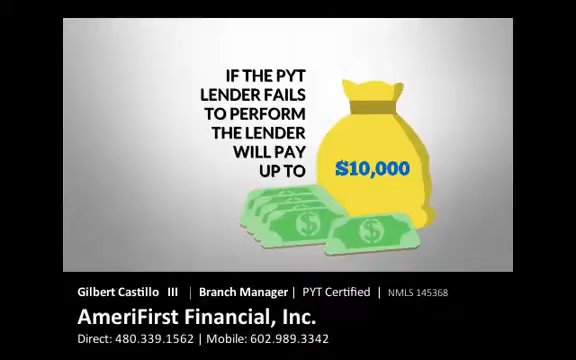 IF THE PYT
LENDER FAILS
TO PERFORM
THE LENDER
WILL PAY
UP TO
$10,000
Gilbert Castillo III | Branch Manager | PYT Certified | NMLS 145368
AmeriFirst Financial, Inc.
Direct: 480.339.1562 | Mobile: 602.989.3342